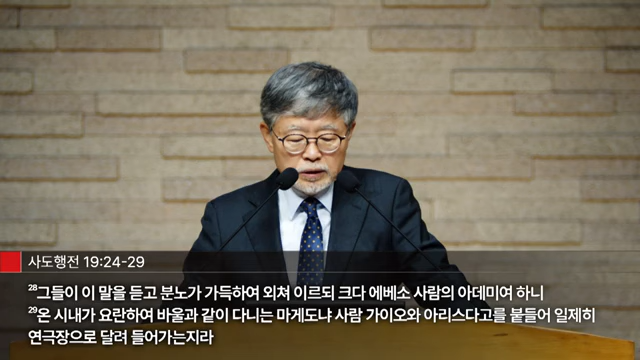 사도행전 19:24-29
28그들이 이 말을 듣고 분노가 가득하여 외쳐 이르되 크다 에베소 사람의 아데미여 하니
29온 시내가 요란하여 바울과 같이 다니는 마게도냐 사람 가이오와 아리스다고를 붙들어 일제히
연극장으로 달려 들어가는지라